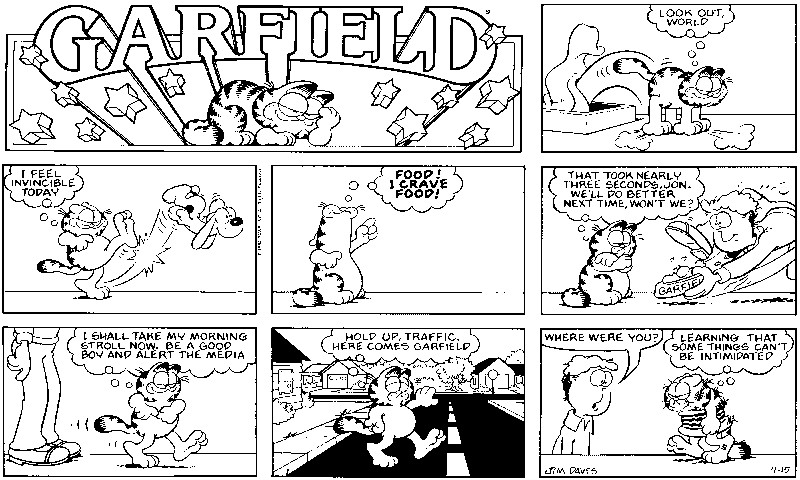 GARFIELD
LOOK OUT,
WORLD
I FEEL
INVINCIBLE
TODAY
FOOD!
I CRAVE
FOOD!
THAT TOOK NEARLY
THREE SECONDS, JON.
WE'LL DO BETTER
NEXT TIME, WON'T WE?
GARFIELD
I SHALL TAKE MY MORNING
STROLL NOW. BE A GOOD
BOY AND ALERT THE MEDIA
HOLD UP, TRAFFIC.
HERE COMES GARFIELD
WHERE WERE YOU?
LEARNING THAT
SOME THINGS CAN'T
BE INTIMIDATED
JIM DAVIS